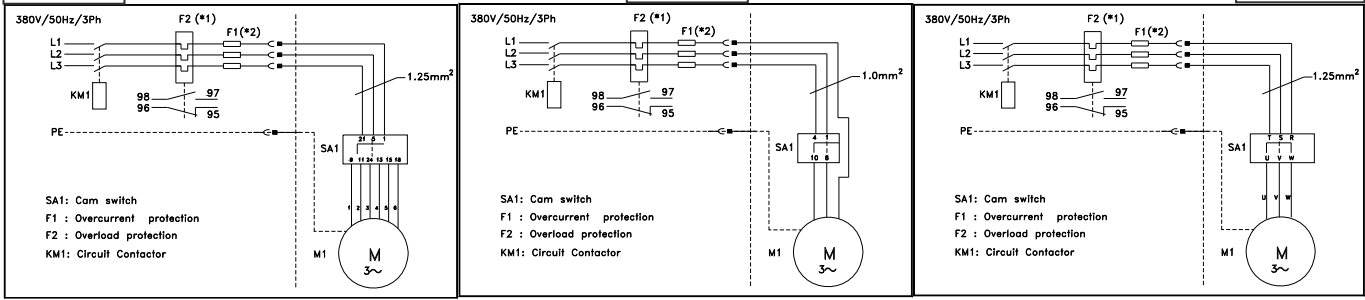 380V/50Hz/3Ph
F2 (*1)
F1(*2)
L1
L2
L3
1.25mm²
KM1
98 97
96 95
PE
21 5 1
SA1
9 11 24 13 15 18
1 2 3 4 5 6
SA1: Cam switch
F1 : Overcurrent protection
F2 : Overload protection
KM1: Circuit Contactor
M1
M
3~
380V/50Hz/3Ph
F2 (*1)
F1(*2)
L1
L2
L3
1.0mm²
KM1
98 97
96 95
PE
4 1
SA1
10 6
SA1: Cam switch
F1 : Overcurrent protection
F2 : Overload protection
KM1: Circuit Contactor
M1
M
3~
380V/50Hz/3Ph
F2 (*1)
F1(*2)
L1
L2
L3
1.25mm²
KM1
98 97
96 95
PE
T S R
SA1
U V W
U V W
SA1: Cam switch
F1 : Overcurrent protection
F2 : Overload protection
KM1: Circuit Contactor
M1
M
3~